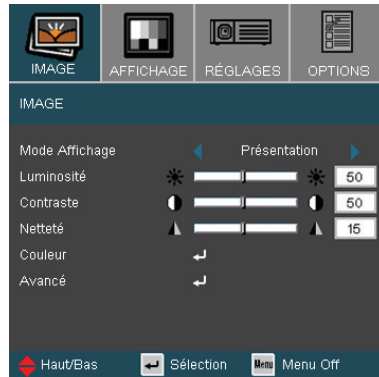 IMAGE AFFICHAGE RÉGLAGES OPTIONS
IMAGE
Mode Affichage Présentation
Luminosité 50
Contraste 50
Netteté 15
Couleur
Avancé
Haut/Bas Sélection Menu Menu Off